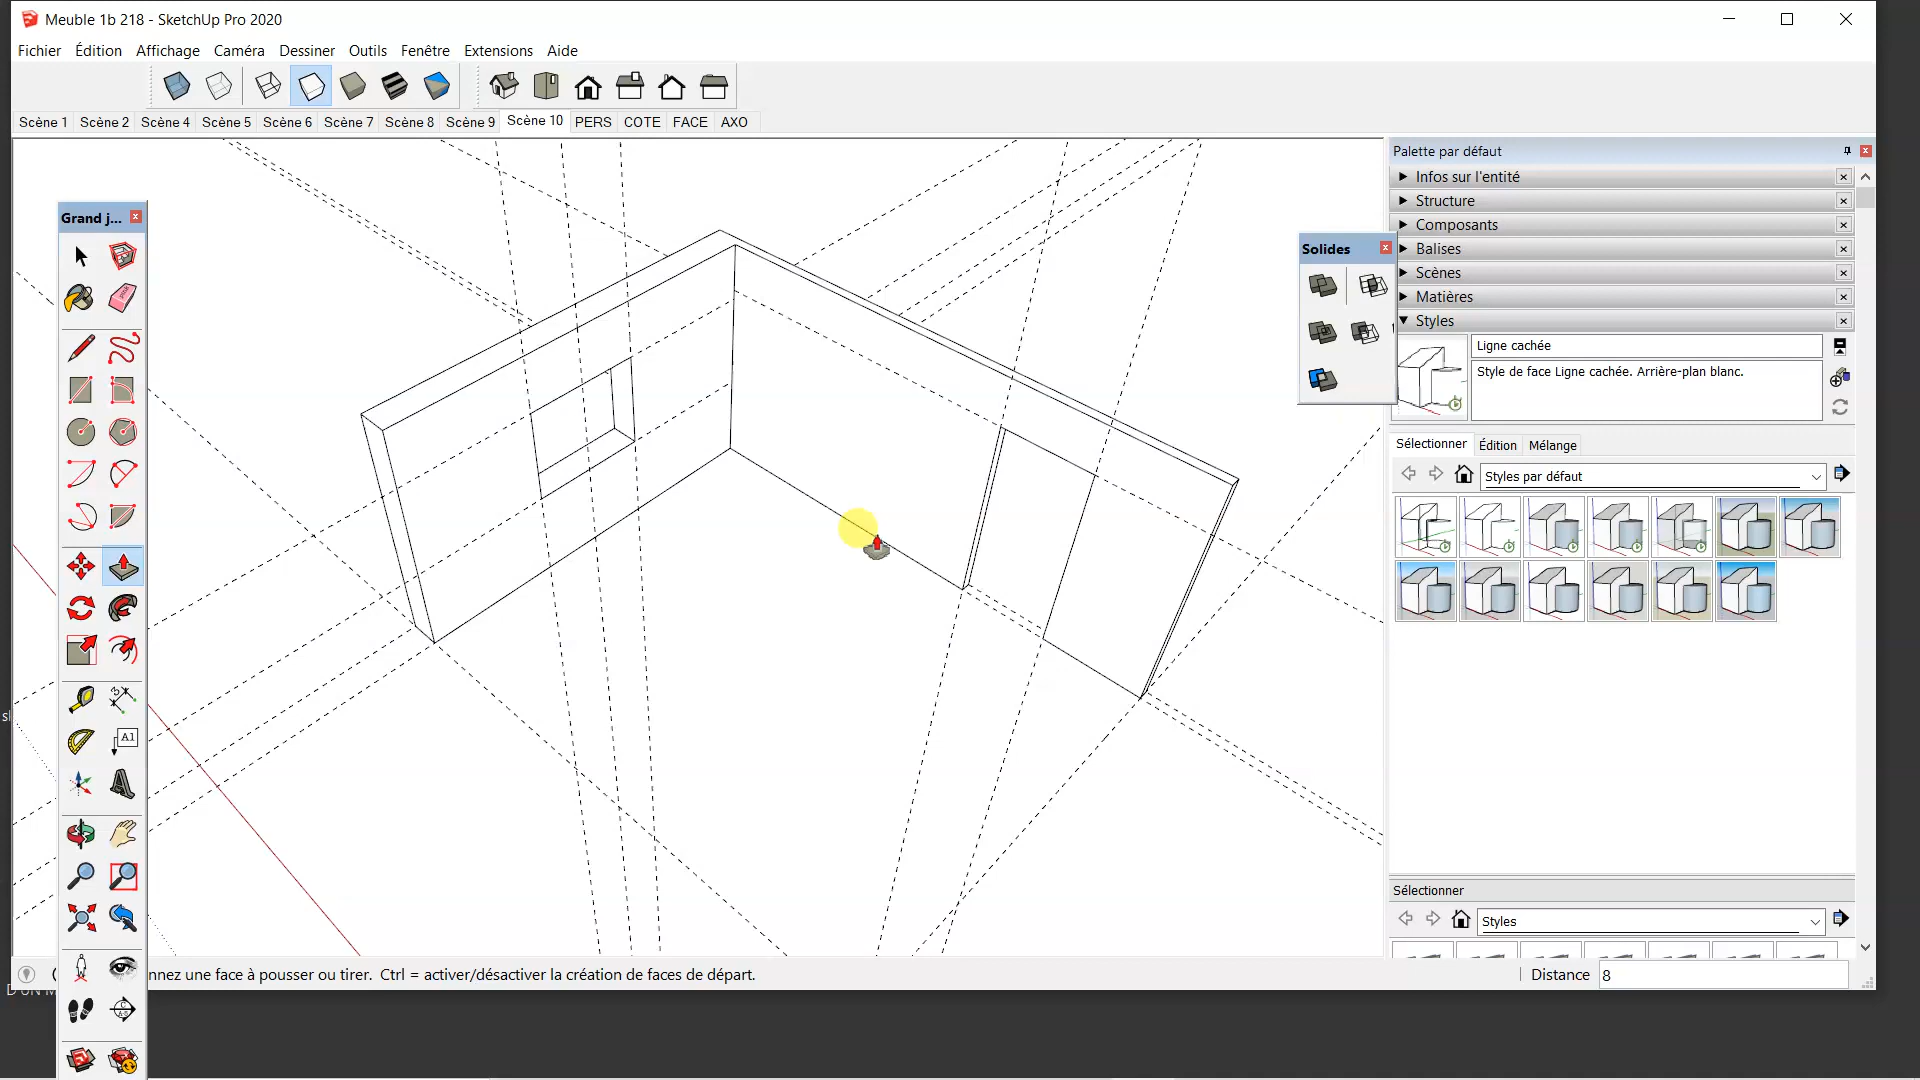 Meuble 1b 218 - SketchUp Pro 2020
Fichier Édition Affichage Caméra Dessiner Outils Fenêtre Extensions Aide
Scène 1 Scène 2 Scène 4 Scène 5 Scène 6 Scène 7 Scène 8 Scène 9 Scène 10 PERS COTE FACE AXO
Grand j...
A1
Solides
Palette par défaut
Infos sur l'entité
Structure
Composants
Balises
Scènes
Matières
Styles
Ligne cachée
Style de face Ligne cachée. Arrière-plan blanc.
Sélectionner Édition Mélange
Styles par défaut
Sélectionner
Styles
nnez une face à pousser ou tirer. Ctrl = activer/désactiver la création de faces de départ.
Distance 8